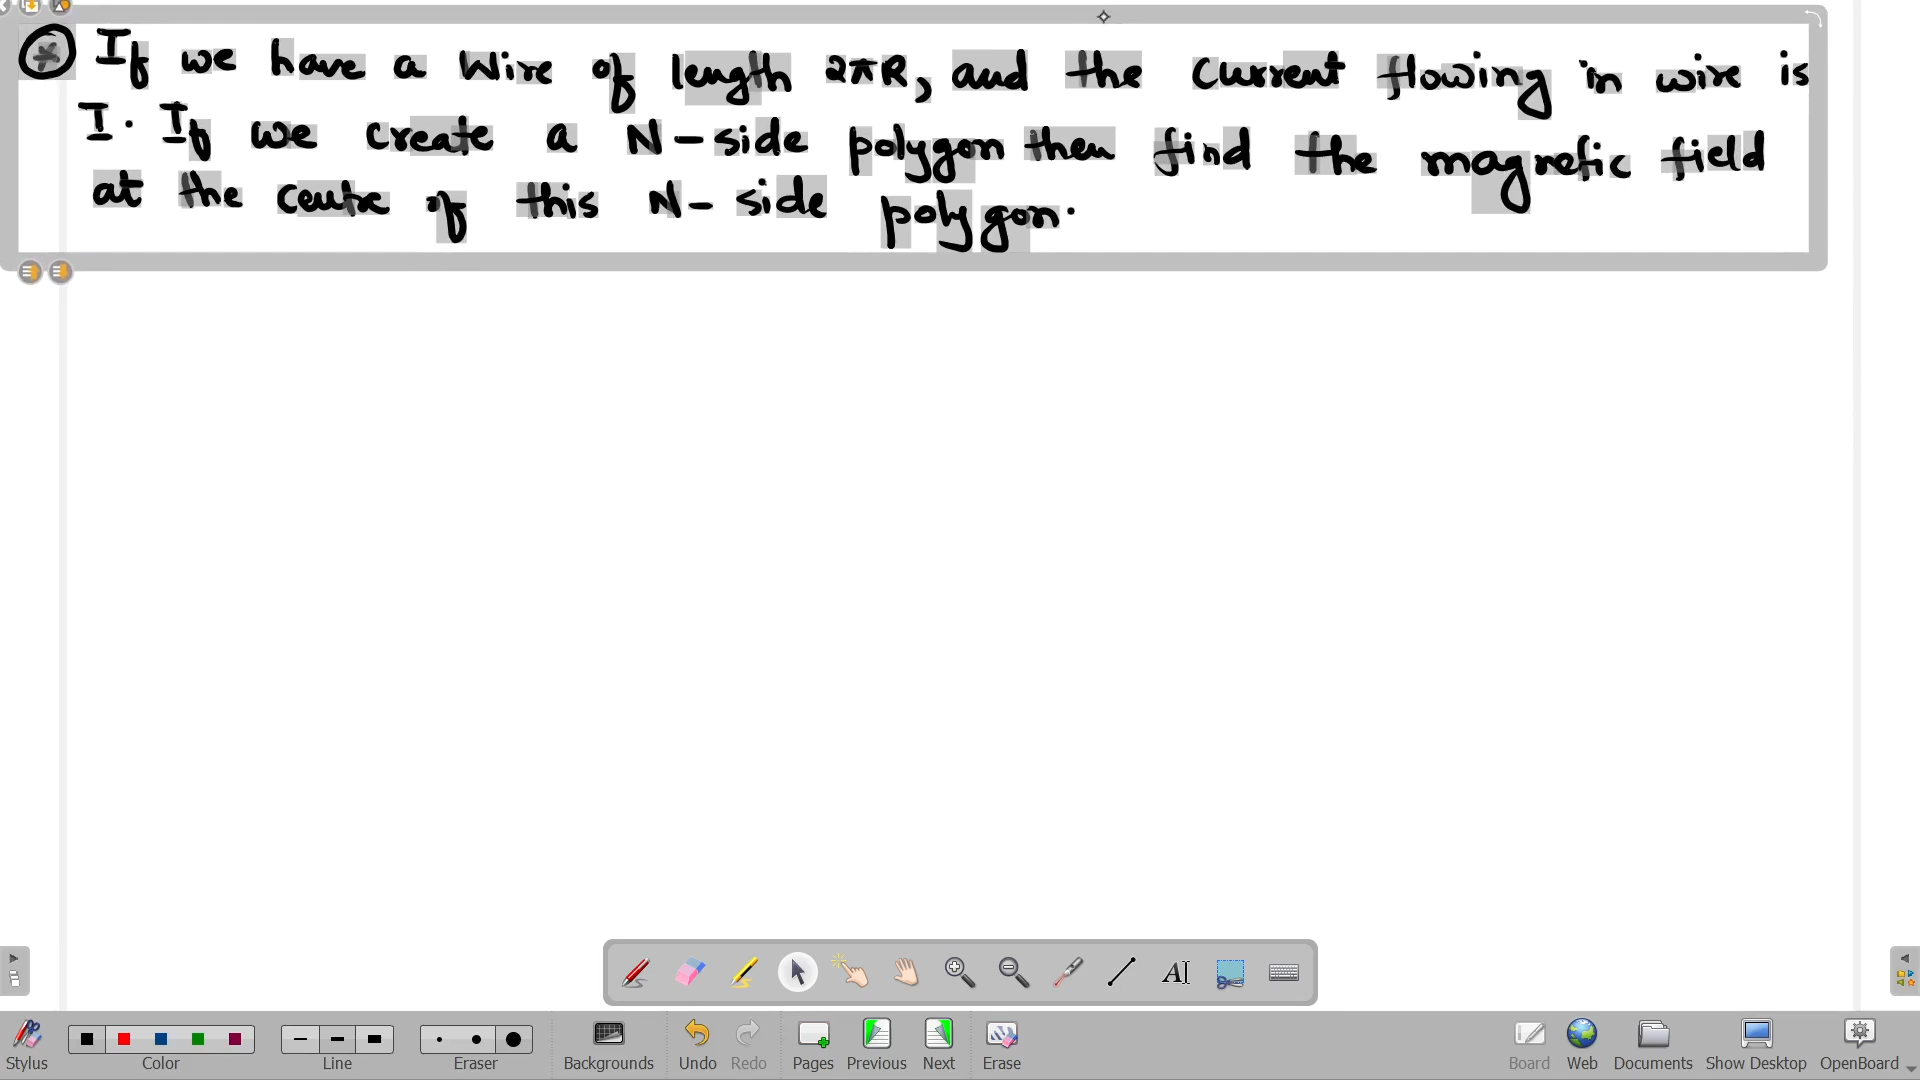 If we have a wire of length 2πR, and the current flowing in wire is
I. If we create a N-side polygon then find the magnetic field
at the centre of this N-side polygon.
AI
Stylus Color Line Eraser Backgrounds Undo Redo Pages Previous Next Erase Board Web Documents Show Desktop OpenBoard